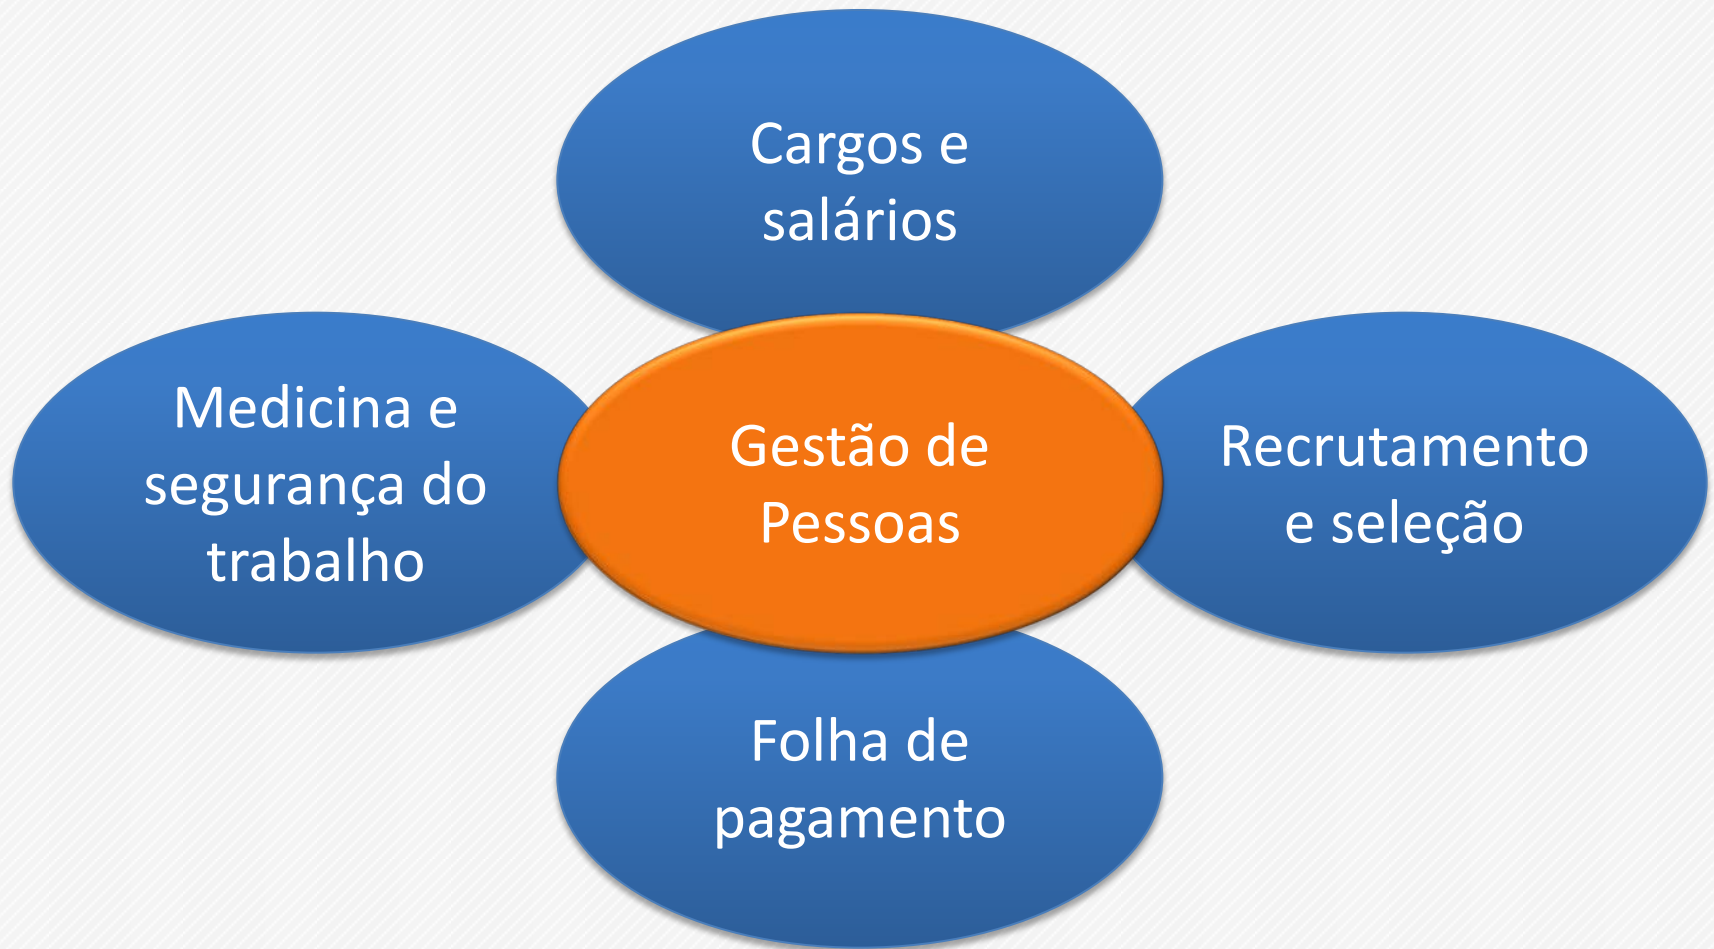 Cargos e
salários
Medicina e
segurança do
trabalho
Gestão de
Pessoas
Recrutamento
e seleção
Folha de
pagamento